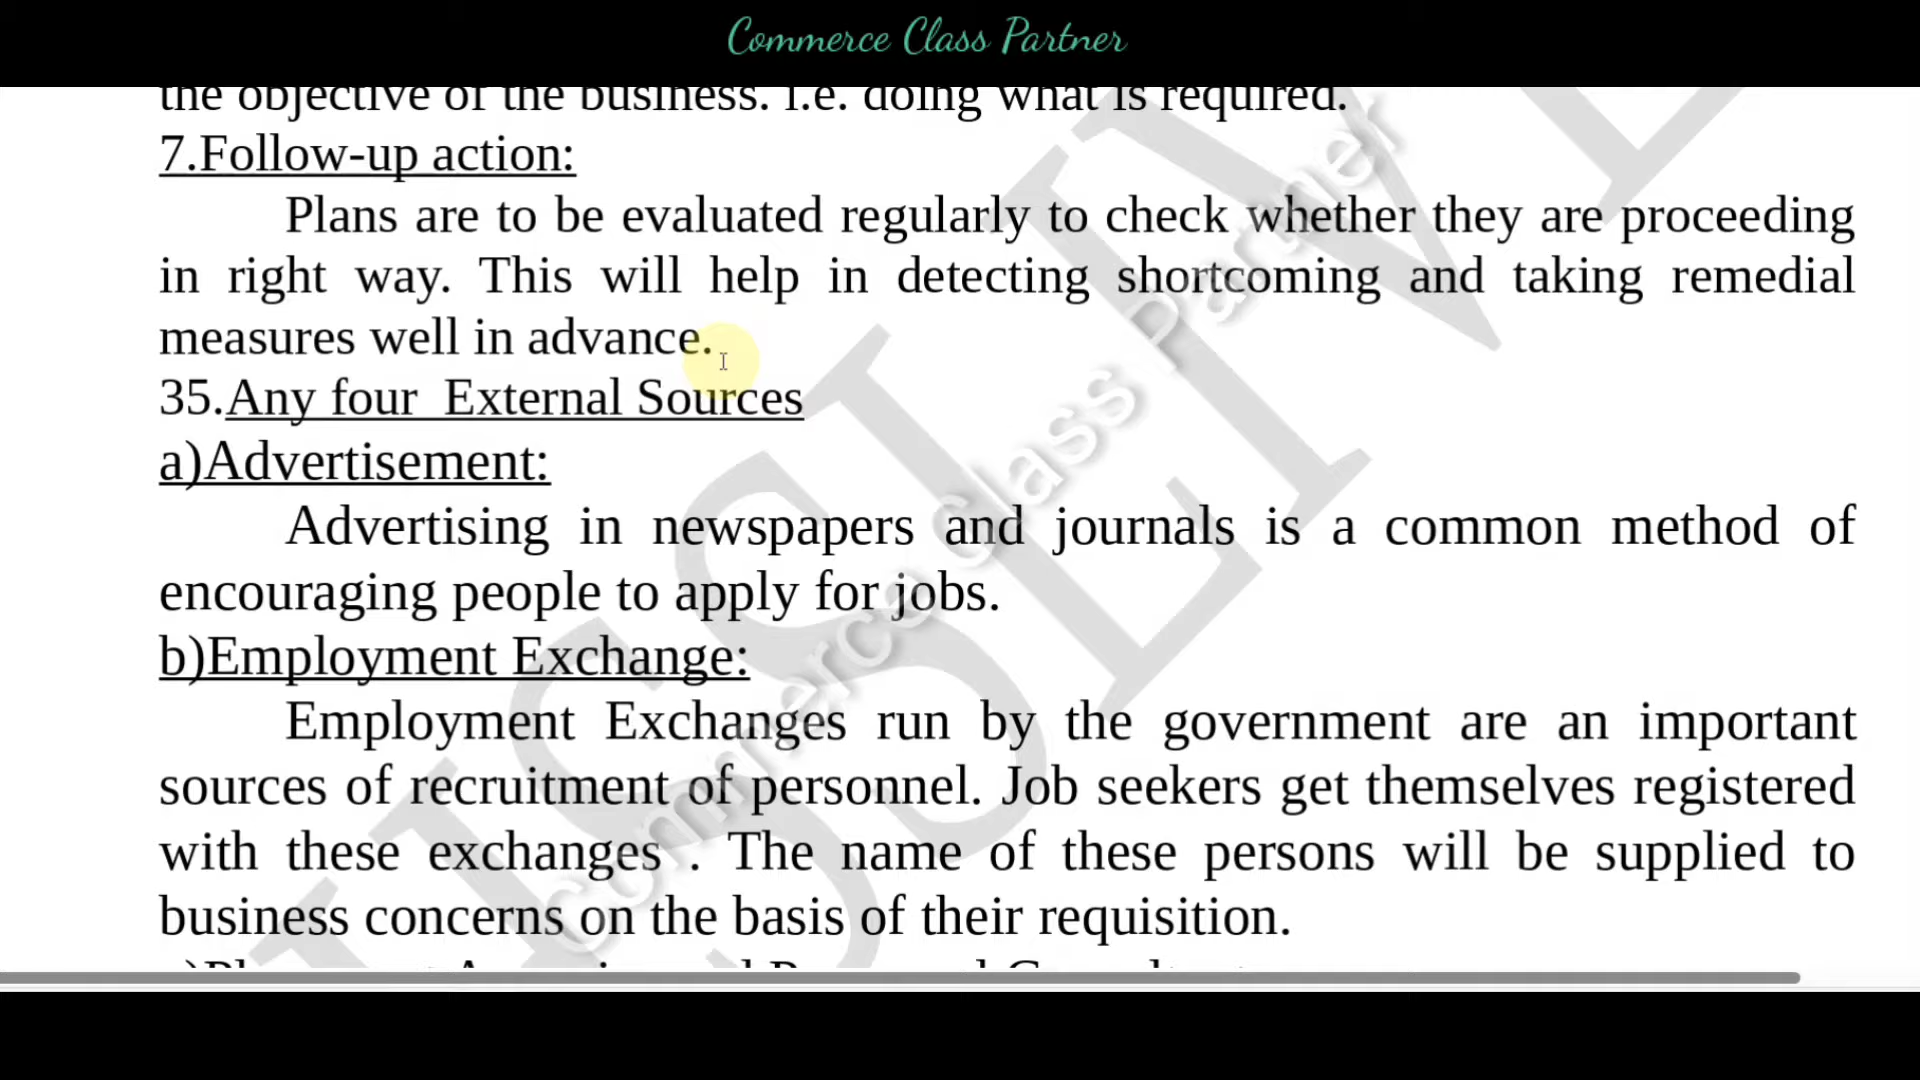 Commerce Class Partner
the objective of the business. i.e. doing what is required.
7.Follow-up action:
Plans are to be evaluated regularly to check whether they are proceeding
in right way. This will help in detecting shortcoming and taking remedial
measures well in advance.
35.Any four External Sources
a)Advertisement:
Advertising in newspapers and journals is a common method of
encouraging people to apply for jobs.
b)Employment Exchange:
Employment Exchanges run by the government are an important
sources of recruitment of personnel. Job seekers get themselves registered
with these exchanges . The name of these persons will be supplied to
business concerns on the basis of their requisition.
Commerce Class Partner